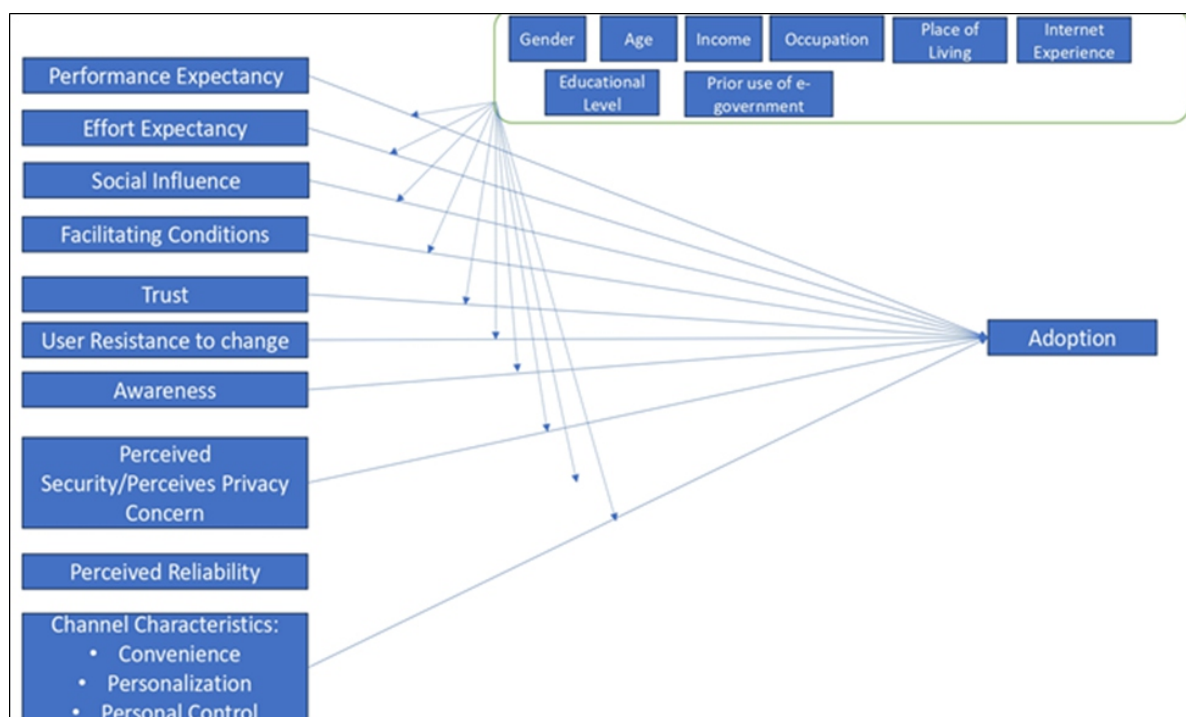 Gender
Age
Income
Occupation
Place of
Living
Internet
Experience
Educational
Level
Prior use of e-
government
Performance Expectancy
Effort Expectancy
Social Influence
Facilitating Conditions
Trust
User Resistance to change
Awareness
Perceived
Security/Perceives Privacy
Concern
Perceived Reliability
Channel Characteristics:
• Convenience
• Personalization
• Personal Control
Adoption